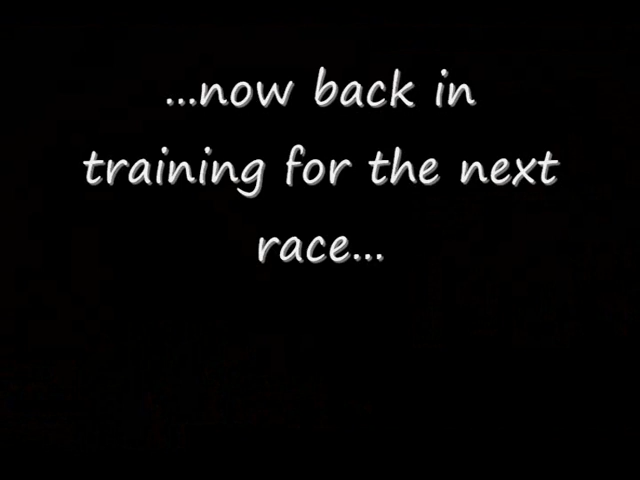 ...now back in
training for the next
race...